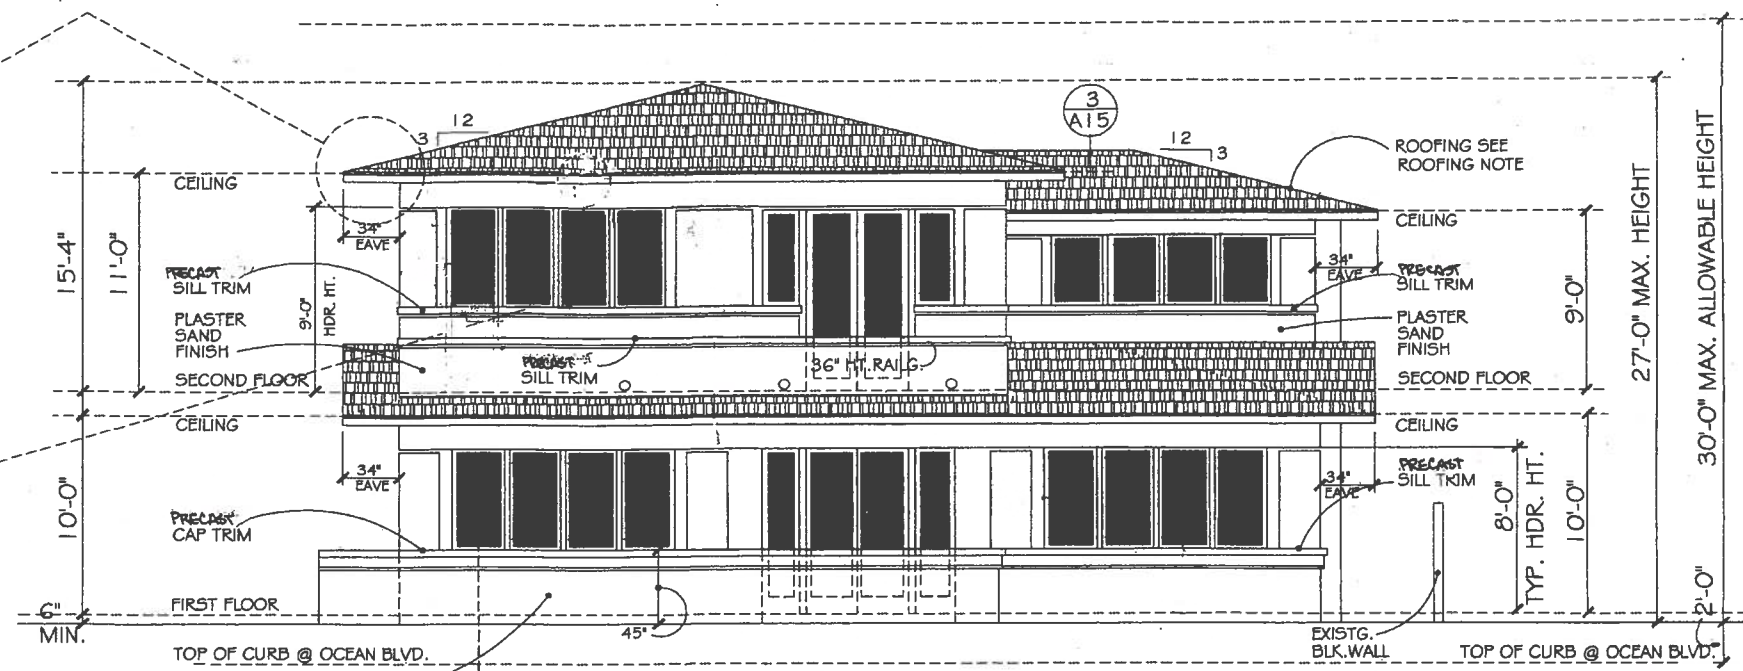 3
A15
12
3
12
3
ROOFING SEE
ROOFING NOTE
CEILING
CEILING
34"
EAVE
34"
EAVE
15'-4"
11'-0"
9'-0"
HDR. HT.
PRECAST
SILL TRIM
PRECAST
SILL TRIM
PLASTER
SAND
FINISH
PLASTER
SAND
FINISH
9'-0"
27'-0" MAX. HEIGHT
30'-0" MAX. ALLOWABLE HEIGHT
PRECAST
SILL TRIM
36" HT. RAILG.
SECOND FLOOR
SECOND FLOOR
CEILING
CEILING
34"
EAVE
34"
EAVE
PRECAST
SILL TRIM
10'-0"
PRECAST
CAP TRIM
8'-0"
TYP. HDR. HT.
10'-0"
2'-0"
FIRST FLOOR
6"
MIN.
45"
EXISTG.
BLK.WALL
TOP OF CURB @ OCEAN BLVD.
TOP OF CURB @ OCEAN BLVD.